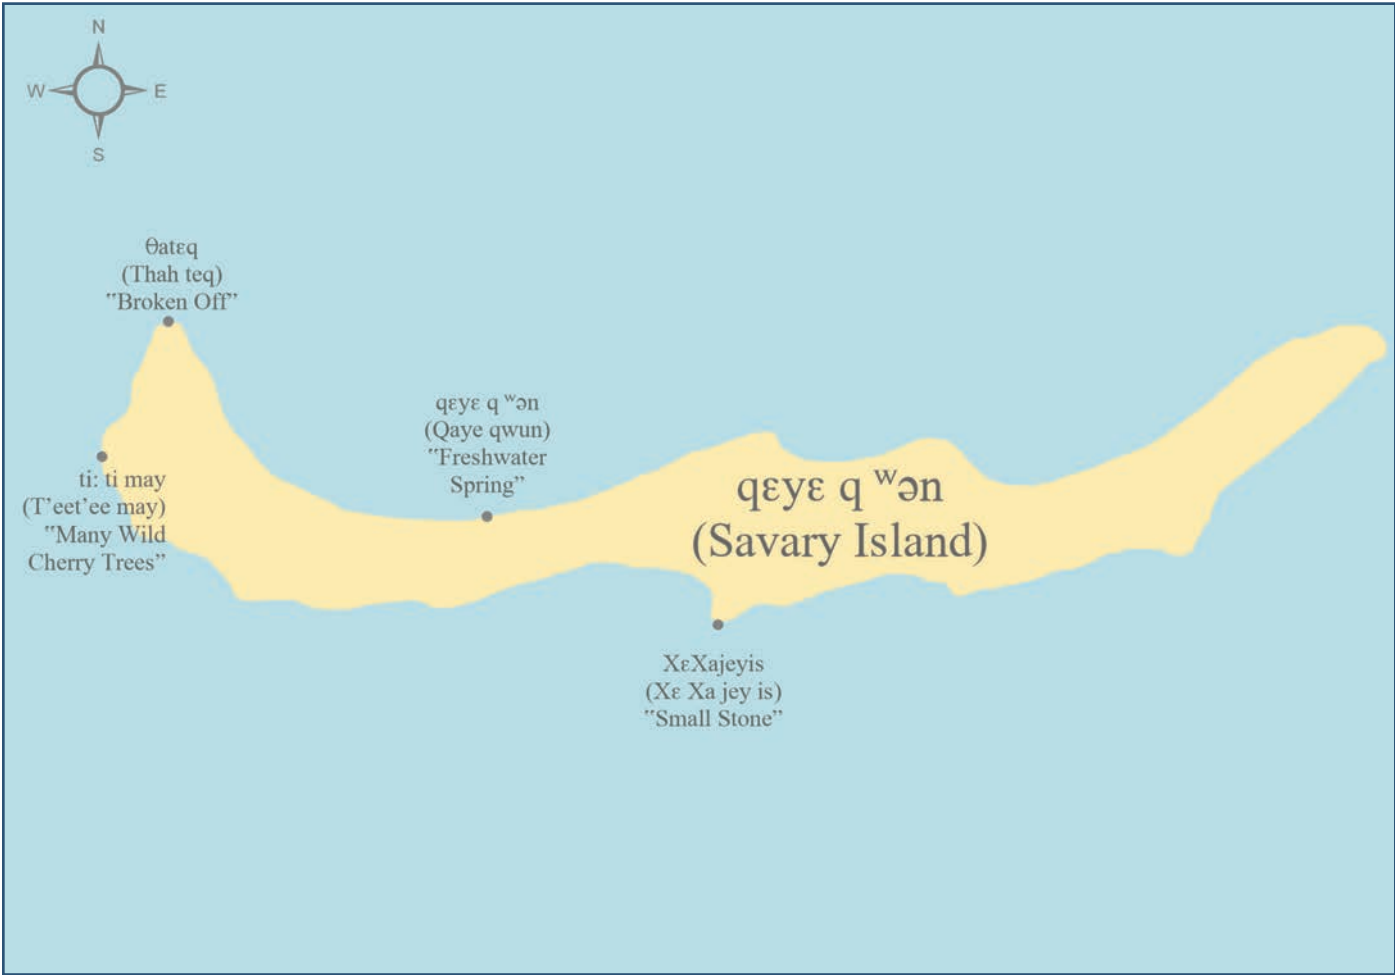 N
W E
S
θatɛq
(Thah teq)
"Broken Off"
qɛyɛ q ʷən
(Qaye qwun)
"Freshwater
Spring"
ti: ti may
(T'eet'ee may)
"Many Wild
Cherry Trees"
qɛyɛ q ʷən
(Savary Island)
XɛXajeyis
(Xɛ Xa jey is)
"Small Stone"